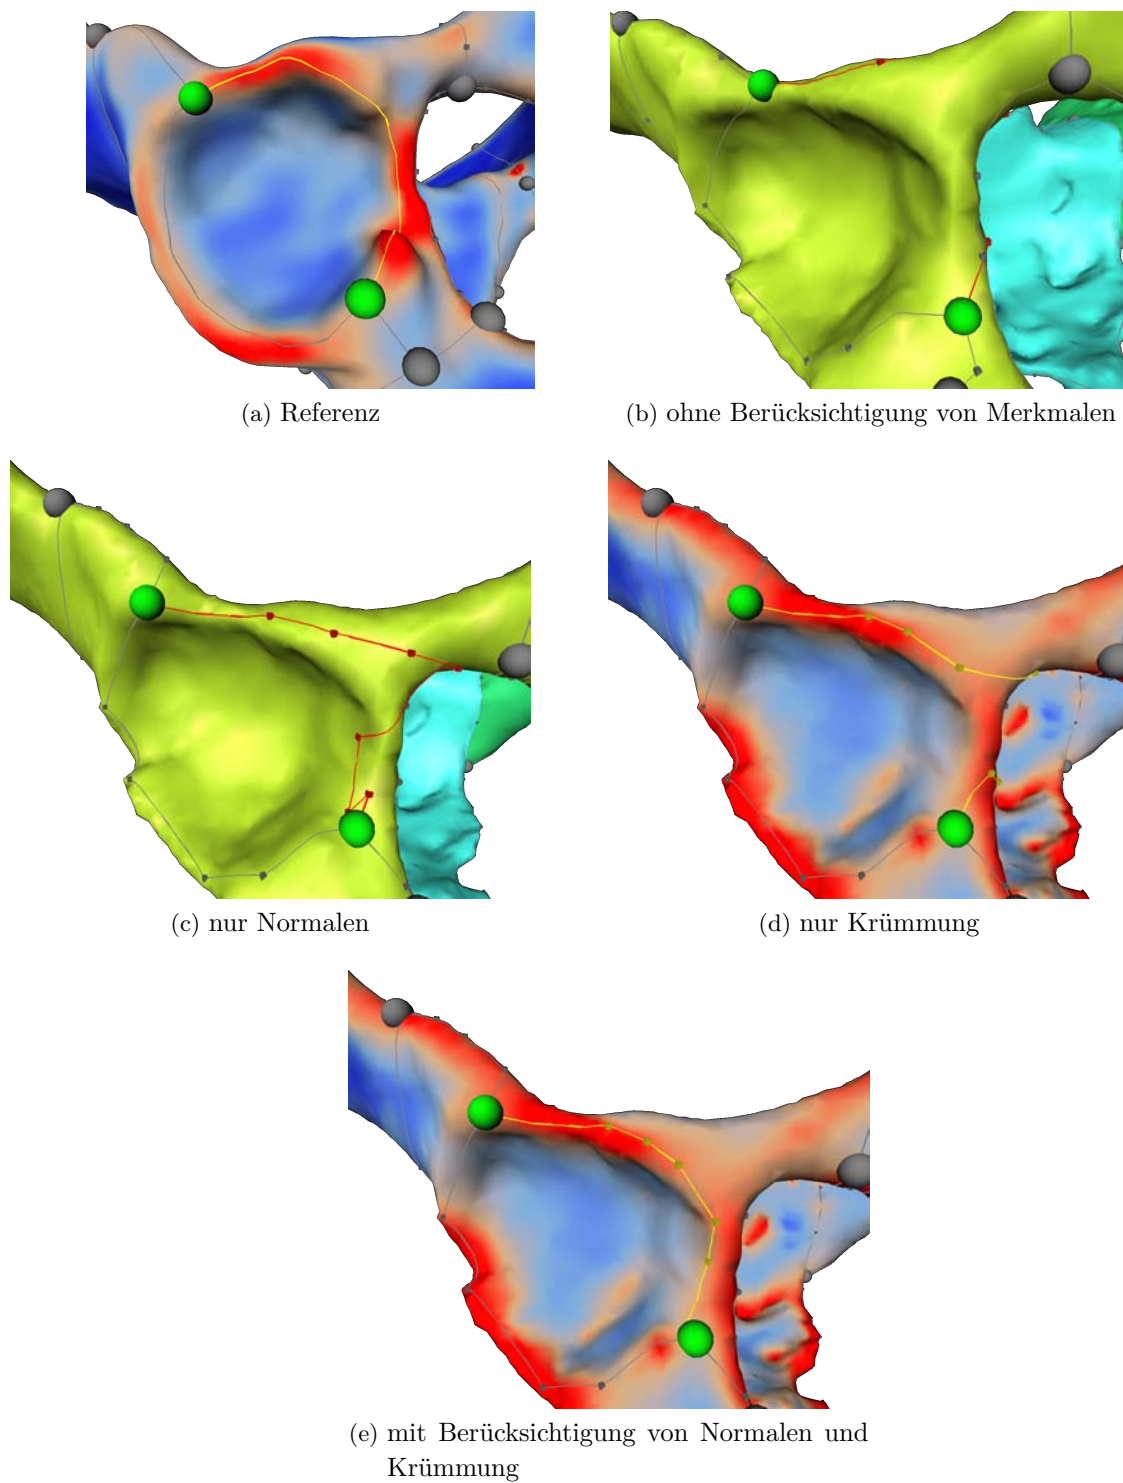 (a) Referenz
(b) ohne Berücksichtigung von Merkmalen
(c) nur Normalen
(d) nur Krümmung
(e) mit Berücksichtigung von Normalen und
Krümmung